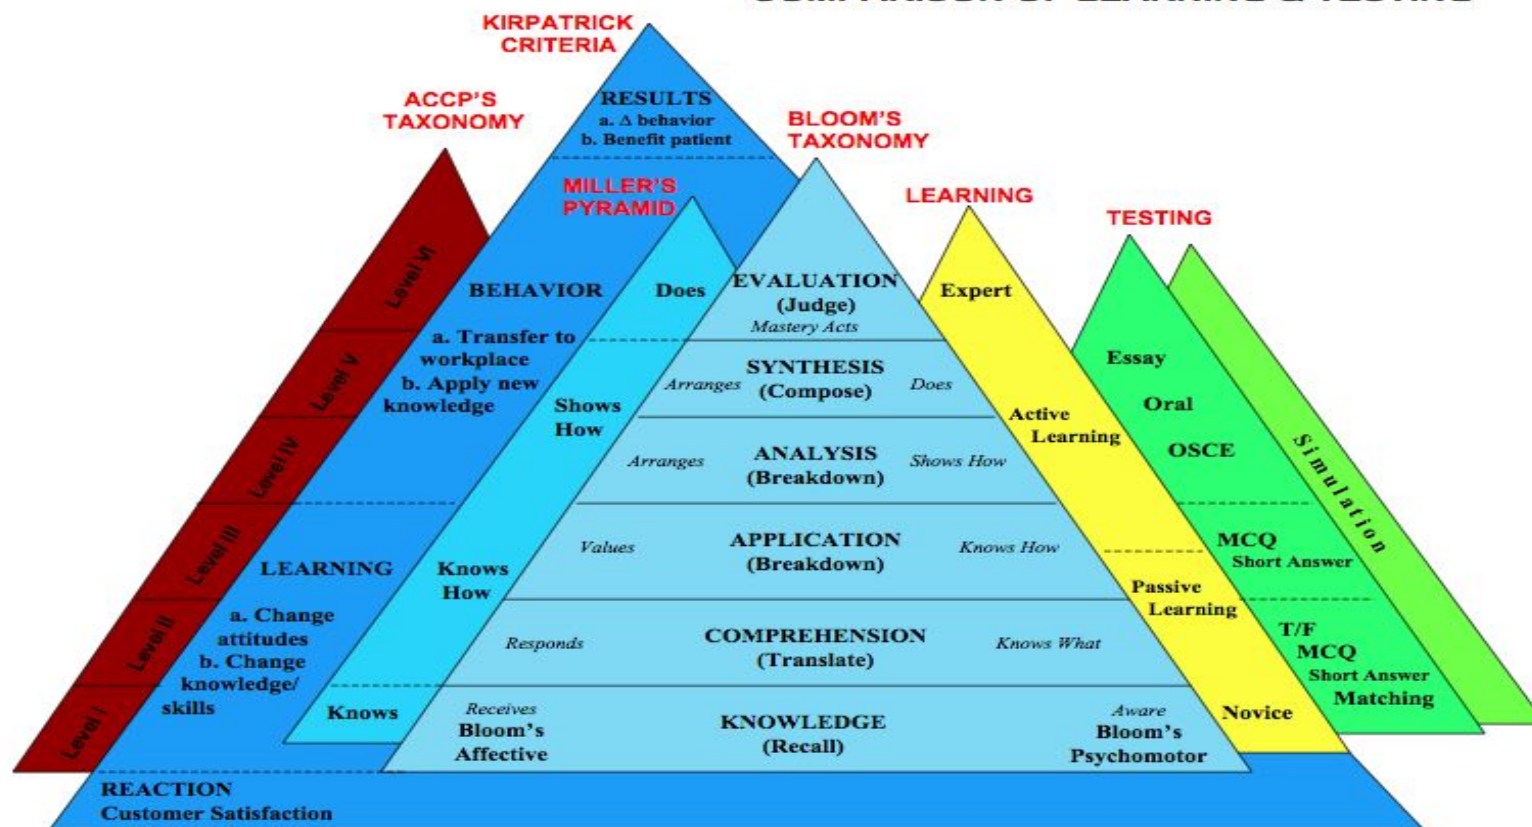 COMPARISON OF LEARNING & TESTING
KIRPATRICK
CRITERIA
ACCP'S
TAXONOMY
RESULTS
a. Δ behavior
b. Benefit patient
BLOOM'S
TAXONOMY
MILLER'S
PYRAMID
LEARNING
TESTING
Level VI
Level V
Level IV
Level III
Level II
Level I
BEHAVIOR
a. Transfer to
workplace
b. Apply new
knowledge
LEARNING
a. Change
attitudes
b. Change
knowledge/
skills
REACTION
Customer Satisfaction
Does
Shows
How
Knows
How
Knows
EVALUATION
(Judge)
Mastery Acts
SYNTHESIS
(Compose)
Arranges
Does
ANALYSIS
(Breakdown)
Arranges
Shows How
APPLICATION
(Breakdown)
Values
Knows How
COMPREHENSION
(Translate)
Responds
Knows What
KNOWLEDGE
(Recall)
Receives
Bloom's
Affective
Aware
Bloom's
Psychomotor
Expert
Active
Learning
Passive
Learning
Novice
Essay
Oral
OSCE
MCQ
Short Answer
T/F
MCQ
Short Answer
Matching
Simulation